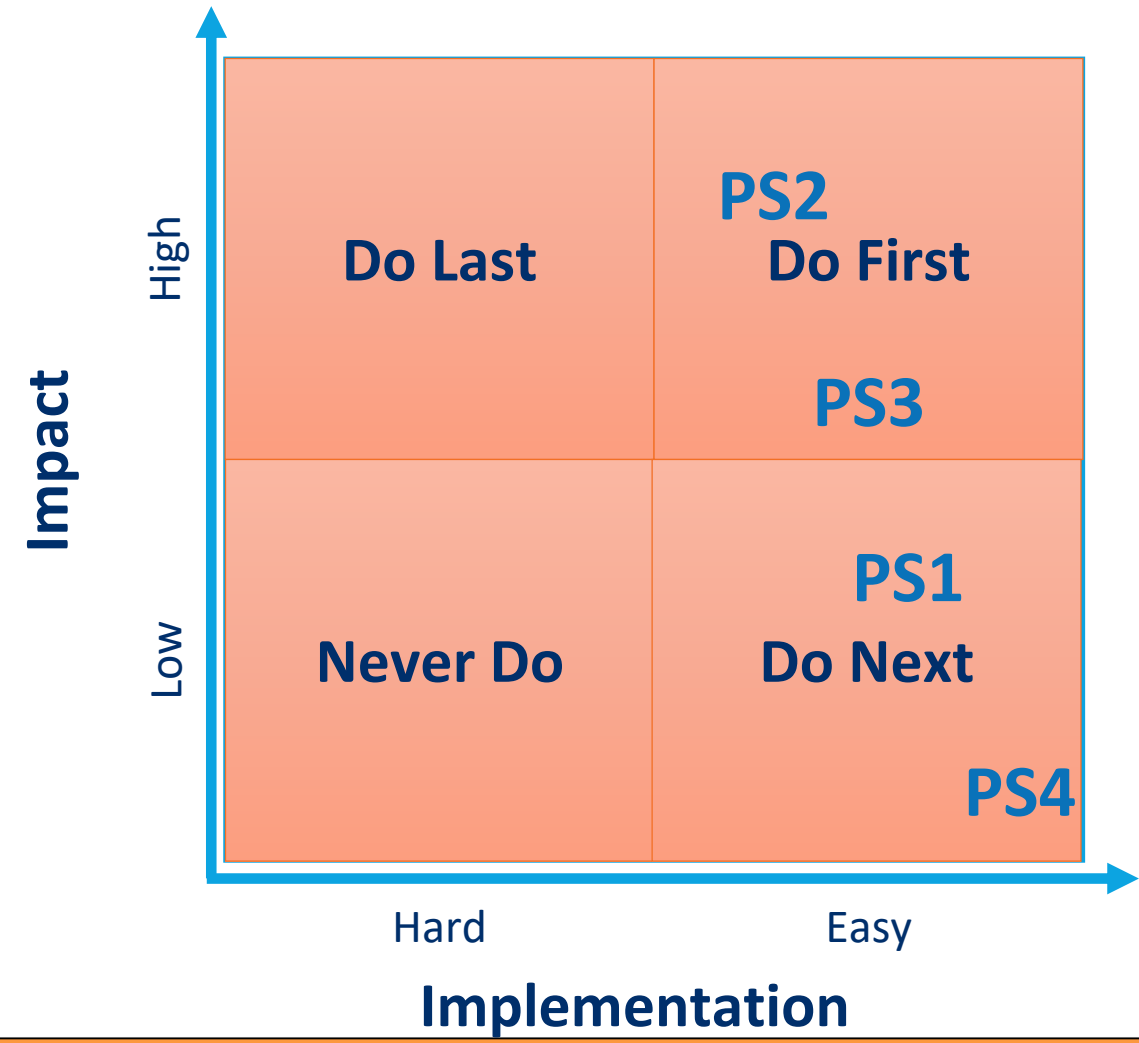 PS2
Do Last
Do First
High
PS3
Impact
PS1
Low
Never Do
Do Next
PS4
Hard
Easy
Implementation